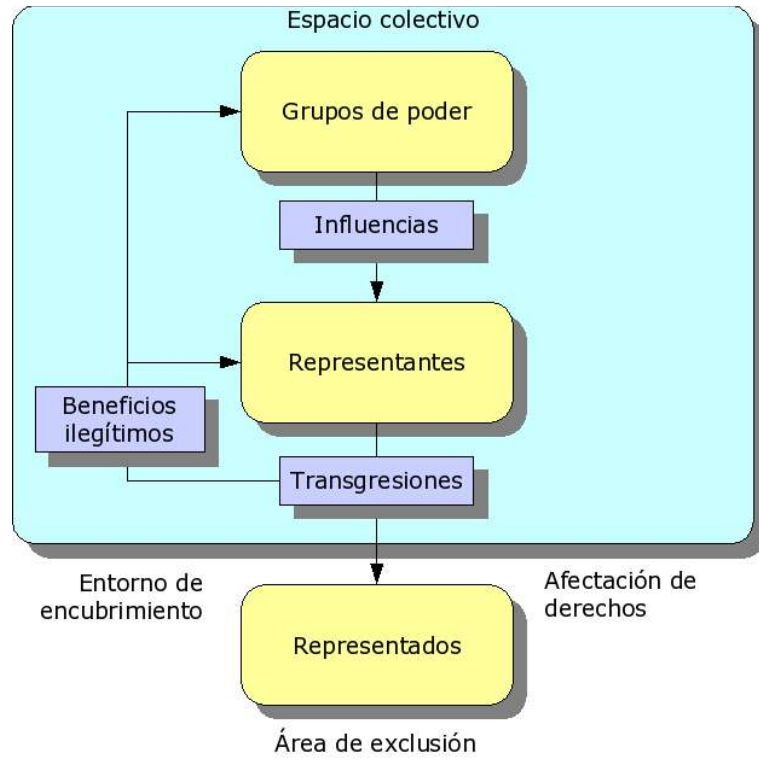 Espacio colectivo
Grupos de poder
Influencias
Representantes
Beneficios
ilegítimos
Transgresiones
Entorno de
encubrimiento
Afectación de
derechos
Representados
Área de exclusión